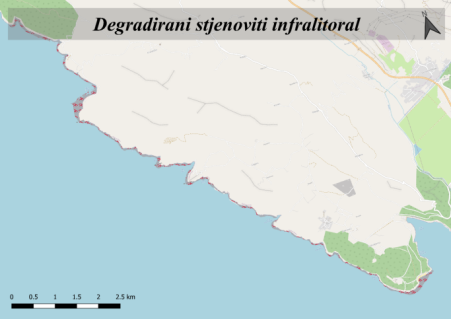 Degradirani stjenoviti infralitoral
0 0.5 1 1.5 2 2.5 km